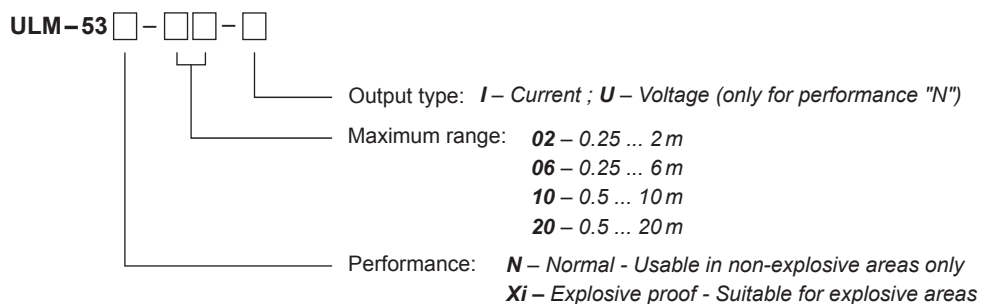 ULM–53 □ – □□ – □
Output type: I – Current ; U – Voltage (only for performance "N")
Maximum range: 02 – 0.25 ... 2 m
06 – 0.25 ... 6 m
10 – 0.5 ... 10 m
20 – 0.5 ... 20 m
Performance: N – Normal - Usable in non-explosive areas only
Xi – Explosive proof - Suitable for explosive areas